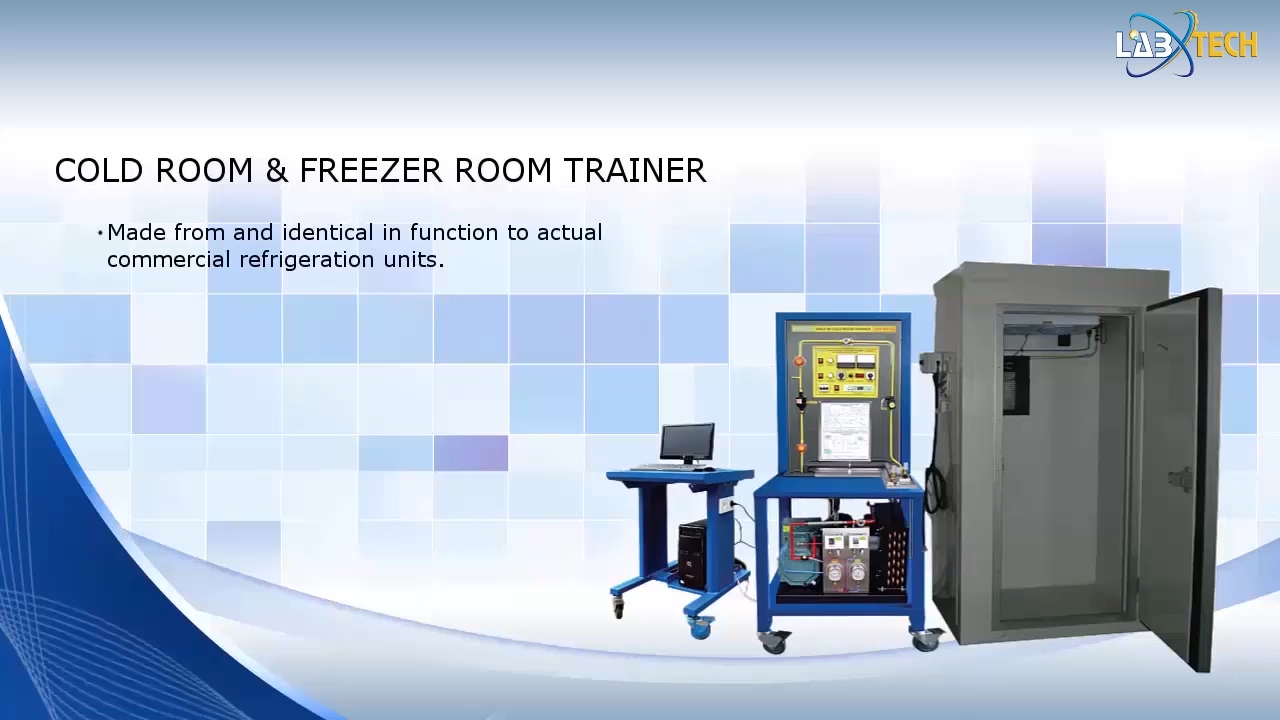 LABTECH
COLD ROOM & FREEZER ROOM TRAINER
•Made from and identical in function to actual
commercial refrigeration units.